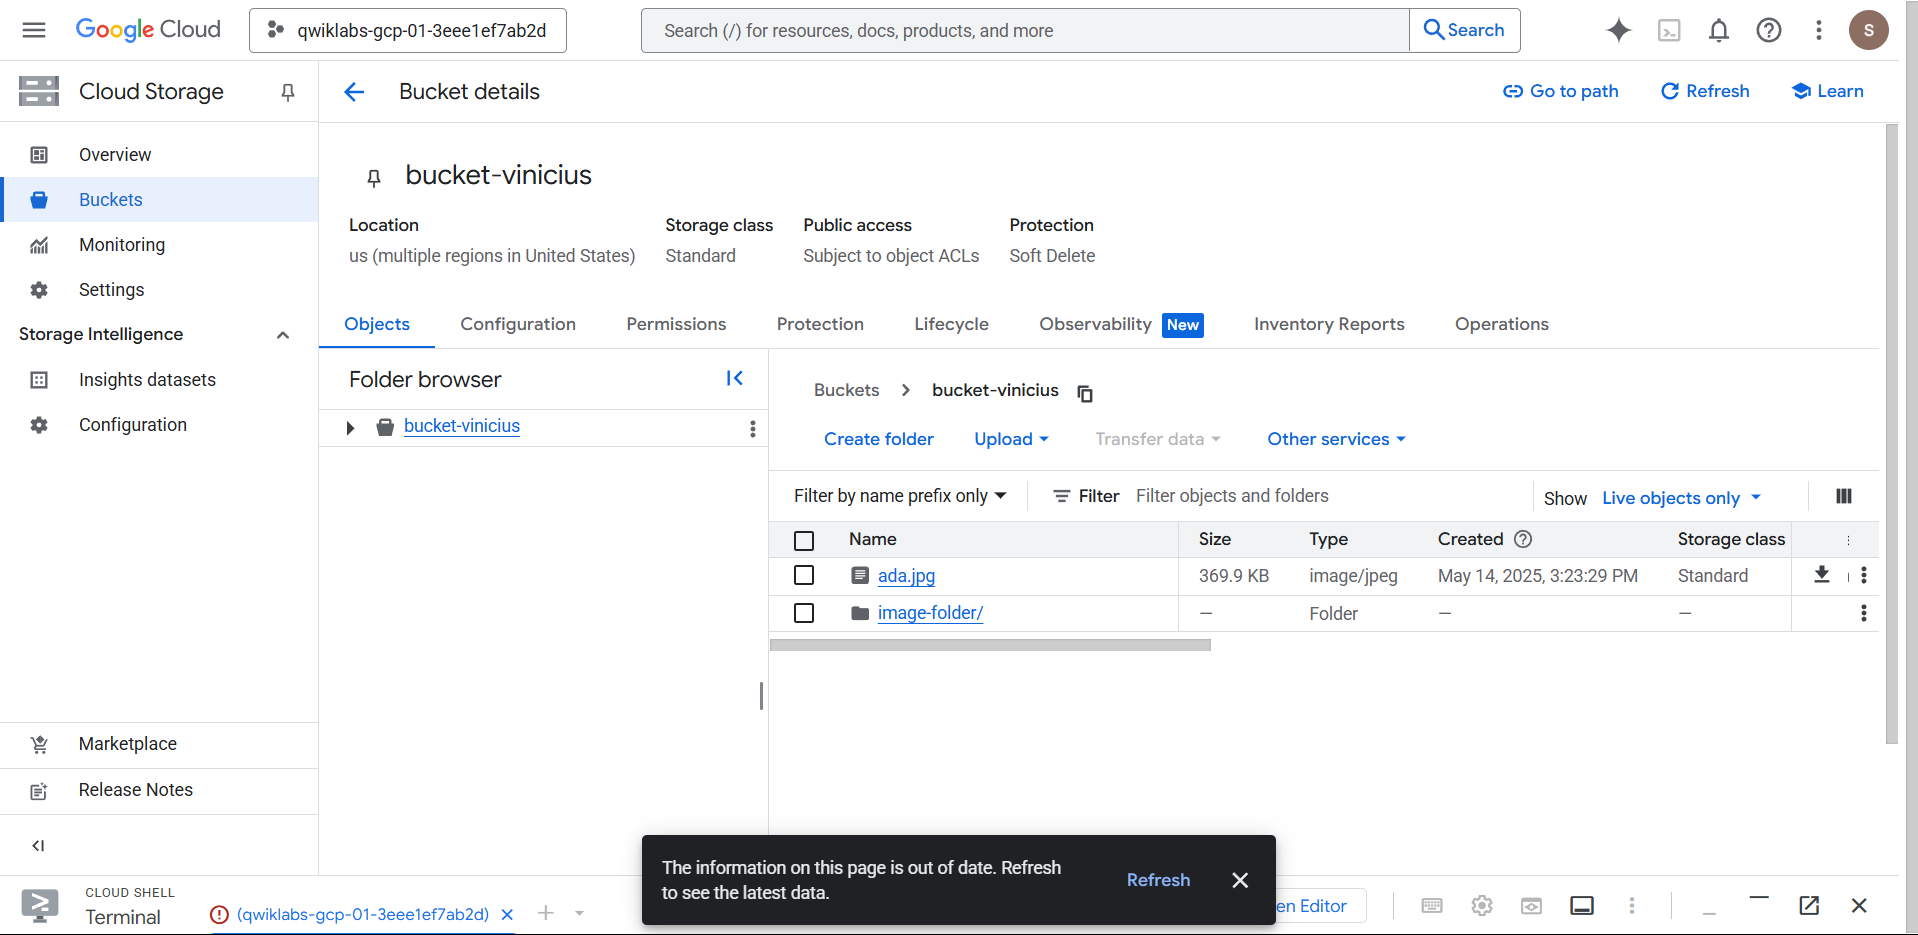 Google Cloud
qwiklabs-gcp-01-3eee1ef7ab2d
Search (/) for resources, docs, products, and more
Search
S
Cloud Storage
Bucket details
Go to path
Refresh
Learn
Overview
Buckets
Monitoring
Settings
Storage Intelligence
Insights datasets
Configuration
Marketplace
Release Notes
bucket-vinicius
Location
Storage class
Public access
Protection
us (multiple regions in United States)
Standard
Subject to object ACLs
Soft Delete
Objects
Configuration
Permissions
Protection
Lifecycle
Observability
New
Inventory Reports
Operations
Folder browser
bucket-vinicius
Buckets
bucket-vinicius
Create folder
Upload
Transfer data
Other services
Filter by name prefix only
Filter
Filter objects and folders
Show
Live objects only
Name
Size
Type
Created
Storage class
ada.jpg
369.9 KB
image/jpeg
May 14, 2025, 3:23:29 PM
Standard
image-folder/
—
Folder
—
—
The information on this page is out of date. Refresh
to see the latest data.
Refresh
CLOUD SHELL
Terminal
(qwiklabs-gcp-01-3eee1ef7ab2d)
en Editor